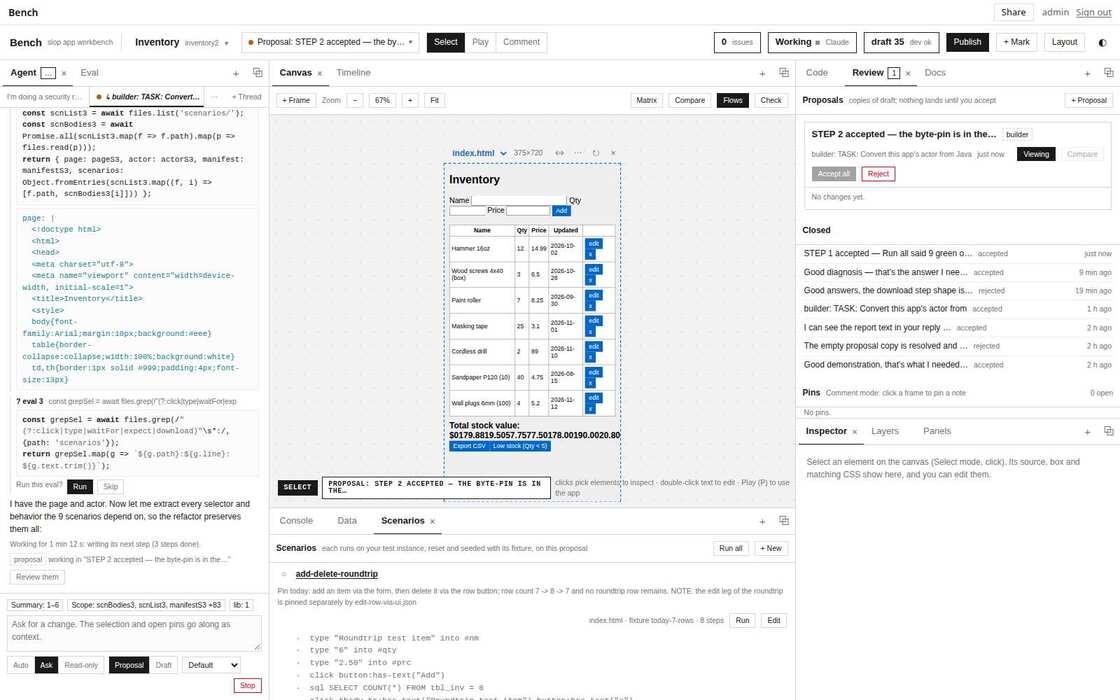 Bench
Share admin Sign out
Bench slop app workbench Inventory inventory2 ▾ Proposal: STEP 2 accepted — the by… ▾ Select Play Comment 0 issues Working Claude draft 35 dev ok Publish + Mark Layout
Agent … × Eval +
I'm doing a security r… ↳ builder: TASK: Convert… ··· + Thread
const scnList3 = await files.list('scenarios/');
const scnBodies3 = await
Promise.all(scnList3.map(f => f.path).map(p =>
files.read(p)));
return { page: pageS3, actor: actorS3, manifest:
manifestS3, scenarios:
Object.fromEntries(scnList3.map((f, i) =>
[f.path, scnBodies3[i]])) };
page: |
<!doctype html>
<html>
<head>
<meta charset="utf-8">
<meta name="viewport" content="width=device-
width, initial-scale=1">
<title>Inventory</title>
<style>
body{font-
family:Arial;margin:10px;background:#eee}
table{border-
collapse:collapse;width:100%;background:white}
td,th{border:1px solid #999;padding:4px;font-
size:13px}
? eval 3 const grepSel = await files.grep(/"(?:click|type|waitFor|exp
const grepSel = await files.grep(/"
(?:click|type|waitFor|expect|download)"\s*:/,
{path: 'scenarios'});
return grepSel.map(g => `${g.path}:${g.line}:
${g.text.trim()}`);
Run this eval? Run Skip
I have the page and actor. Now let me extract every selector and
behavior the 9 scenarios depend on, so the refactor preserves
them all:
Working for 1 min 12 s: writing its next step (3 steps done).
proposal working in "STEP 2 accepted — the byte-pin is in the…"
Review them
Summary: 1–6 Scope: scnBodies3, scnList3, manifestS3 +83 lib: 1
Ask for a change. The selection and open pins go along as
context.
Auto Ask Read-only Proposal Draft Default
Stop
Canvas × Timeline +
+ Frame Zoom − 67% + Fit Matrix Compare Flows Check
index.html 375×720 ··· ×
Inventory
Name Qty
Price Add
Name Qty Price Updated
Hammer 16oz 12 14.99 2026-10-02 edit x
Wood screws 4x40 (box) 3 6.5 2026-10-28 edit x
Paint roller 7 8.25 2026-09-30 edit x
Masking tape 25 3.1 2026-11-01 edit x
Cordless drill 2 89 2026-11-10 edit x
Sandpaper P120 (10) 40 4.75 2026-08-15 edit x
Wall plugs 6mm (100) 4 5.2 2026-11-12 edit x
Total stock value:
$0179.8819.5057.7577.50178.00190.0020.80
Export CSV Low stock (Qty < 5)
SELECT PROPOSAL: STEP 2 ACCEPTED — THE BYTE-PIN IS IN THE… clicks pick elements to inspect · double-click text to edit · Play (P) to use the app
Console Data Scenarios × +
Scenarios each runs on your test instance, reset and seeded with its fixture, on this proposal Run all + New
add-delete-roundtrip
Pin today: add an item via the form, then delete it via the row button; row count 7 -> 8 -> 7 and no roundtrip row remains. NOTE: the edit leg of the roundtrip
is pinned separately by edit-row-via-ui.json
index.html · fixture today-7-rows · 8 steps Run Edit
· type "Roundtrip test item" into #nm
· type "6" into #qty
· type "2.50" into #prc
· click button:has-text("Add")
· sql SELECT COUNT(*) FROM tbl_inv = 8
Code Review 1 Docs +
Proposals copies of draft; nothing lands until you accept + Proposal
STEP 2 accepted — the byte-pin is in the… builder
builder: TASK: Convert this app's actor from Java just now Viewing Compare
Accept all Reject
No changes yet.
Closed
STEP 1 accepted — Run all said 9 green o… accepted just now
Good diagnosis — that's the answer I nee… accepted 9 min ago
Good answers, the download step shape is… rejected 19 min ago
builder: TASK: Convert this app's actor from accepted 1 h ago
I can see the report text in your reply … accepted 2 h ago
The empty proposal copy is resolved and … rejected 2 h ago
Good demonstration, that's what I needed… accepted 2 h ago
Pins Comment mode: click a frame to pin a note 0 open
No pins.
Inspector × Layers Panels +
Select an element on the canvas (Select mode, click). Its source, box and
matching CSS show here, and you can edit them.